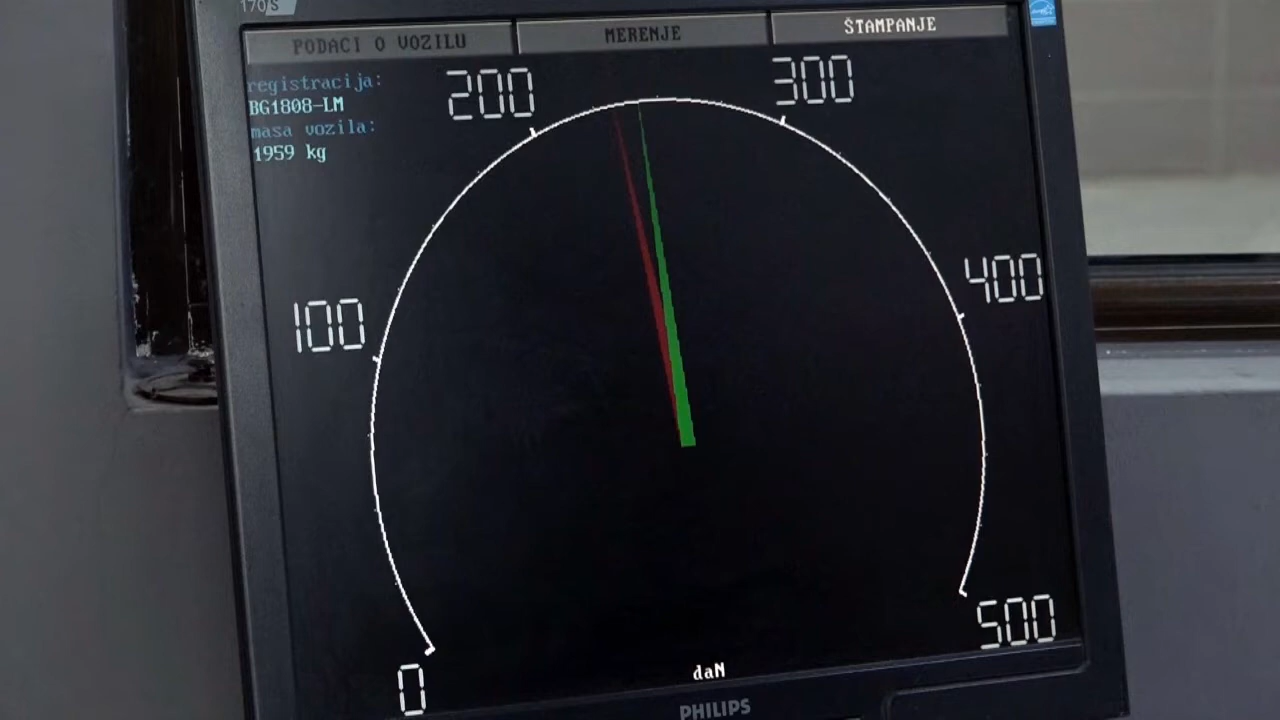 170 S
PODACI O VOZILU
MERENJE
ŠTAMPANJE
registracija:
BG1808-LM
masa vozila:
1959 kg
200
300
100
400
0
500
daN
PHILIPS